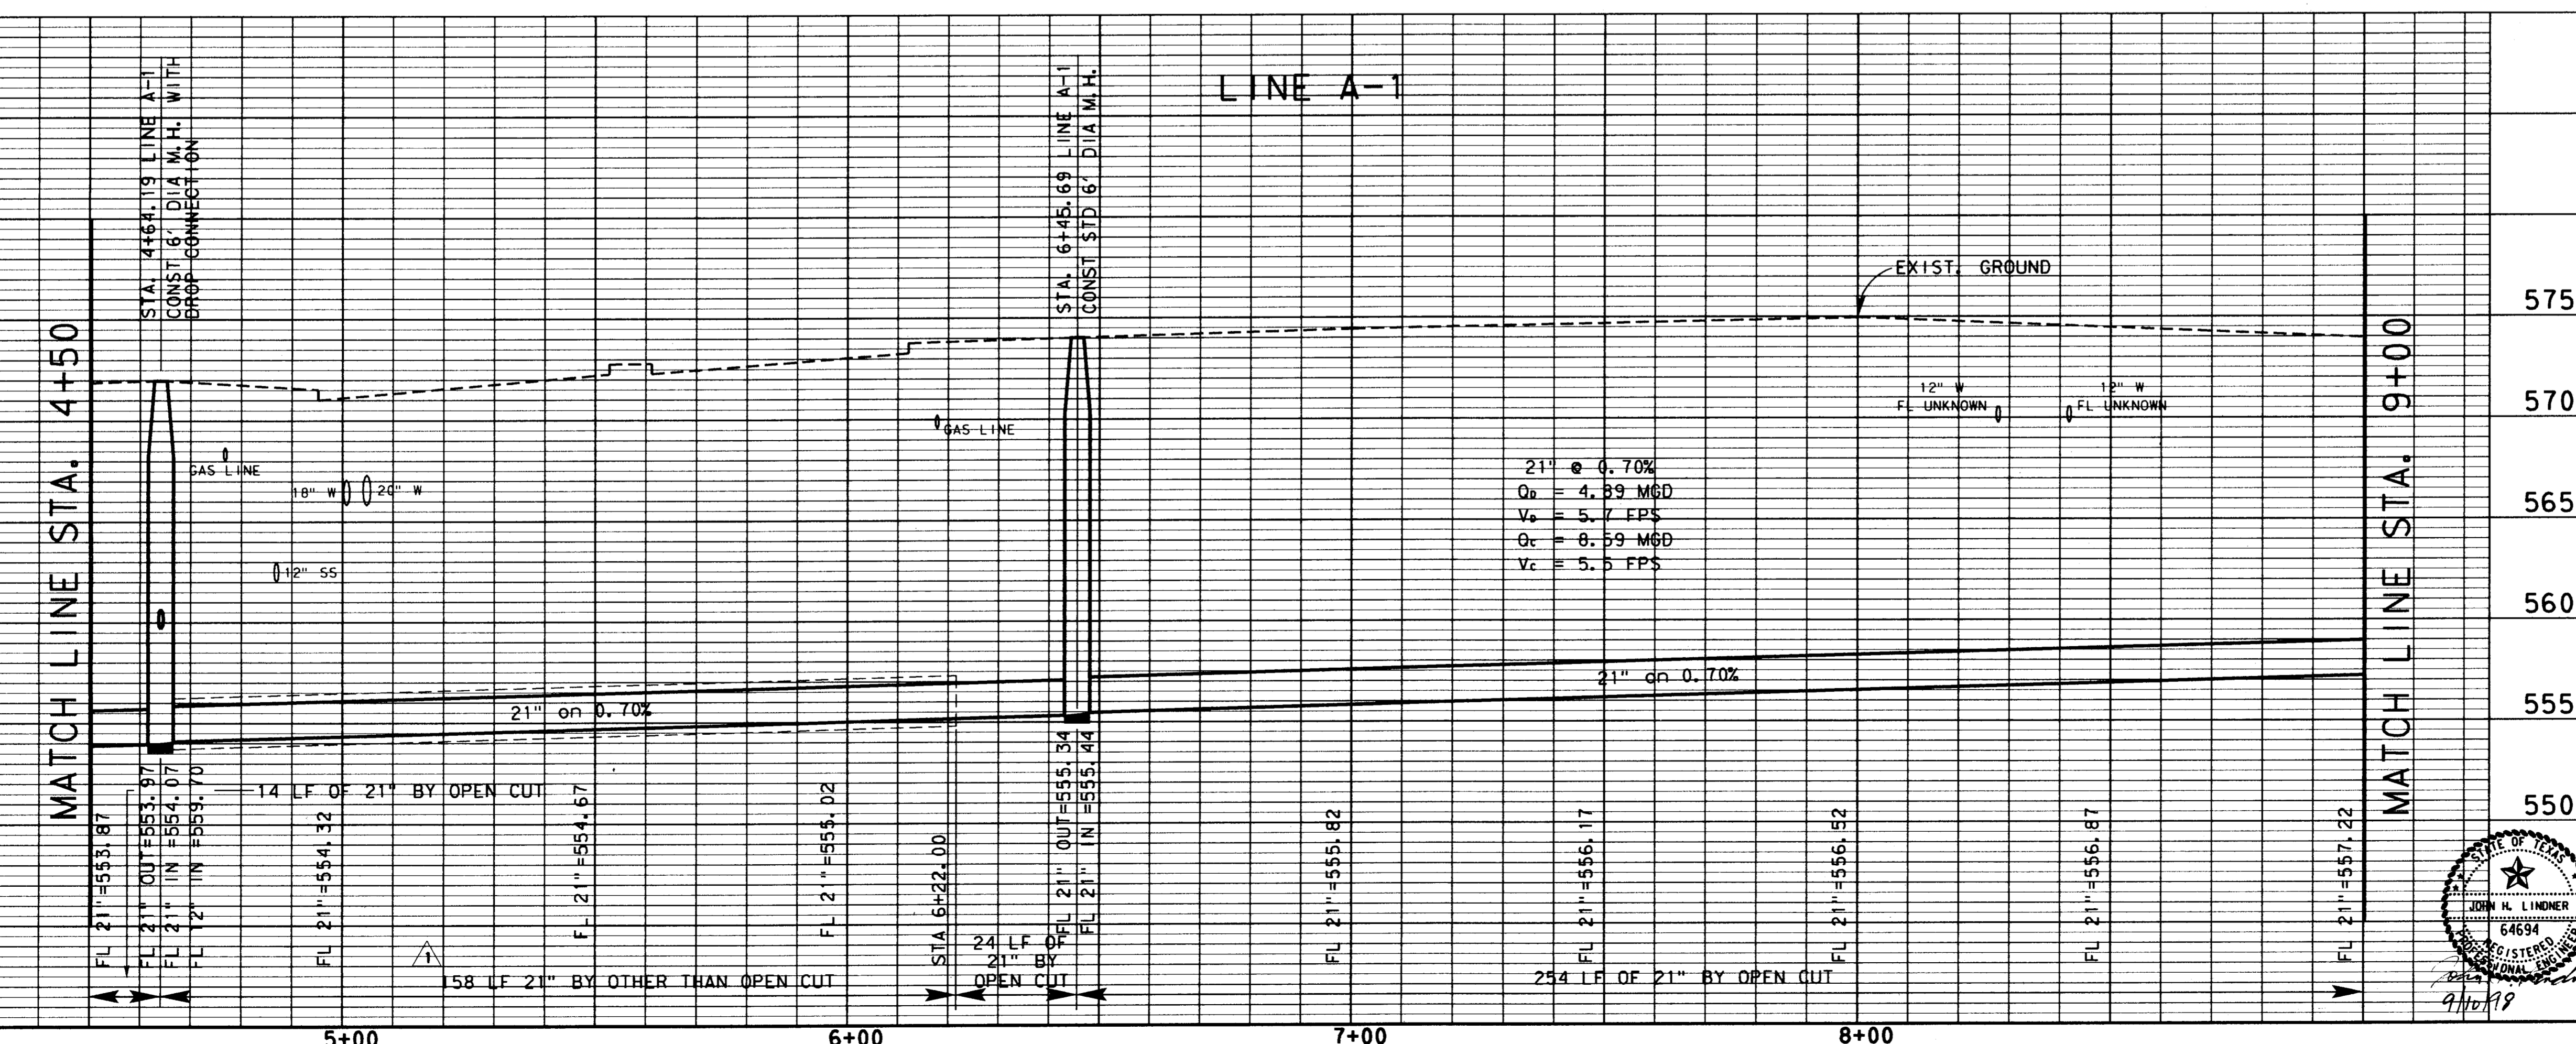 LINE A-1
MATCH LINE STA. 4+50
STA. 4+64.19 LINE A-1
CONST 6' DIA M.H. WITH
DROP CONNECTION
STA. 6+45.69 LINE A-1
CONST STD 6' DIA M.H.
EXIST. GROUND
GAS LINE
18" W
20" W
12" SS
GAS LINE
12" W
FL UNKNOWN
12" W
FL UNKNOWN
21" @ 0.70%
QD = 4.89 MGD
VD = 5.7 FPS
QC = 8.59 MGD
VC = 5.5 FPS
21" on 0.70%
21" on 0.70%
MATCH LINE STA. 9+00
575
570
565
560
555
550
14 LF OF 21" BY OPEN CUT
FL 21"=553.87
FL 21" OUT=553.97
FL 21" IN =554.07
FL 12" IN =559.70
FL 21"=554.32
FL 21"=554.67
FL 21"=555.02
STA 6+22.00
FL 21" OUT=555.34
FL 21" IN =555.44
FL 21"=555.82
FL 21"=556.17
FL 21"=556.52
FL 21"=556.87
FL 21"=557.22
1
158 LF 21" BY OTHER THAN OPEN CUT
24 LF OF
21" BY
OPEN CUT
254 LF OF 21" BY OPEN CUT
STATE OF TEXAS
JOHN H. LINDNER
64694
REGISTERED
PROFESSIONAL ENGINEER
9/10/98
5+00
6+00
7+00
8+00